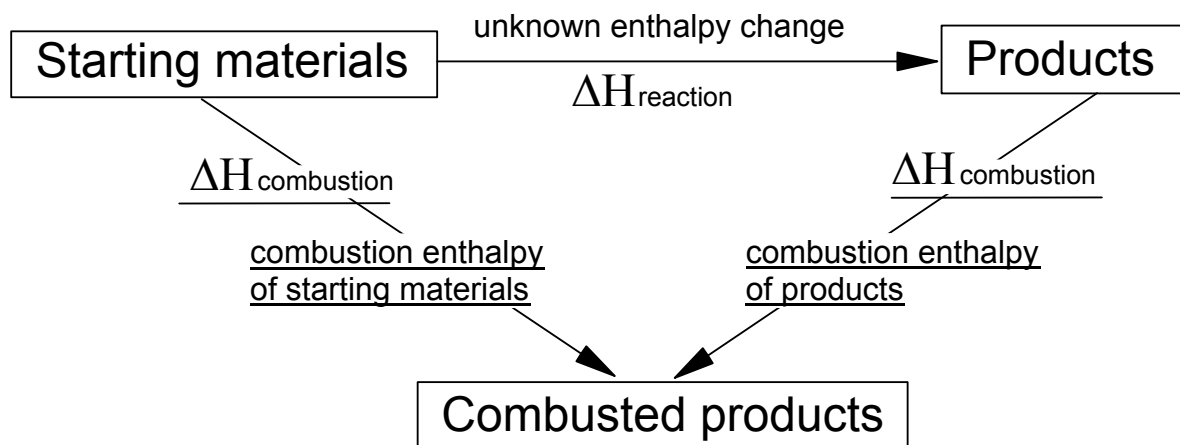 unknown enthalpy change
Starting materials
Products
ΔHreaction
ΔHcombustion
ΔHcombustion
combustion enthalpy
of starting materials
combustion enthalpy
of products
Combusted products